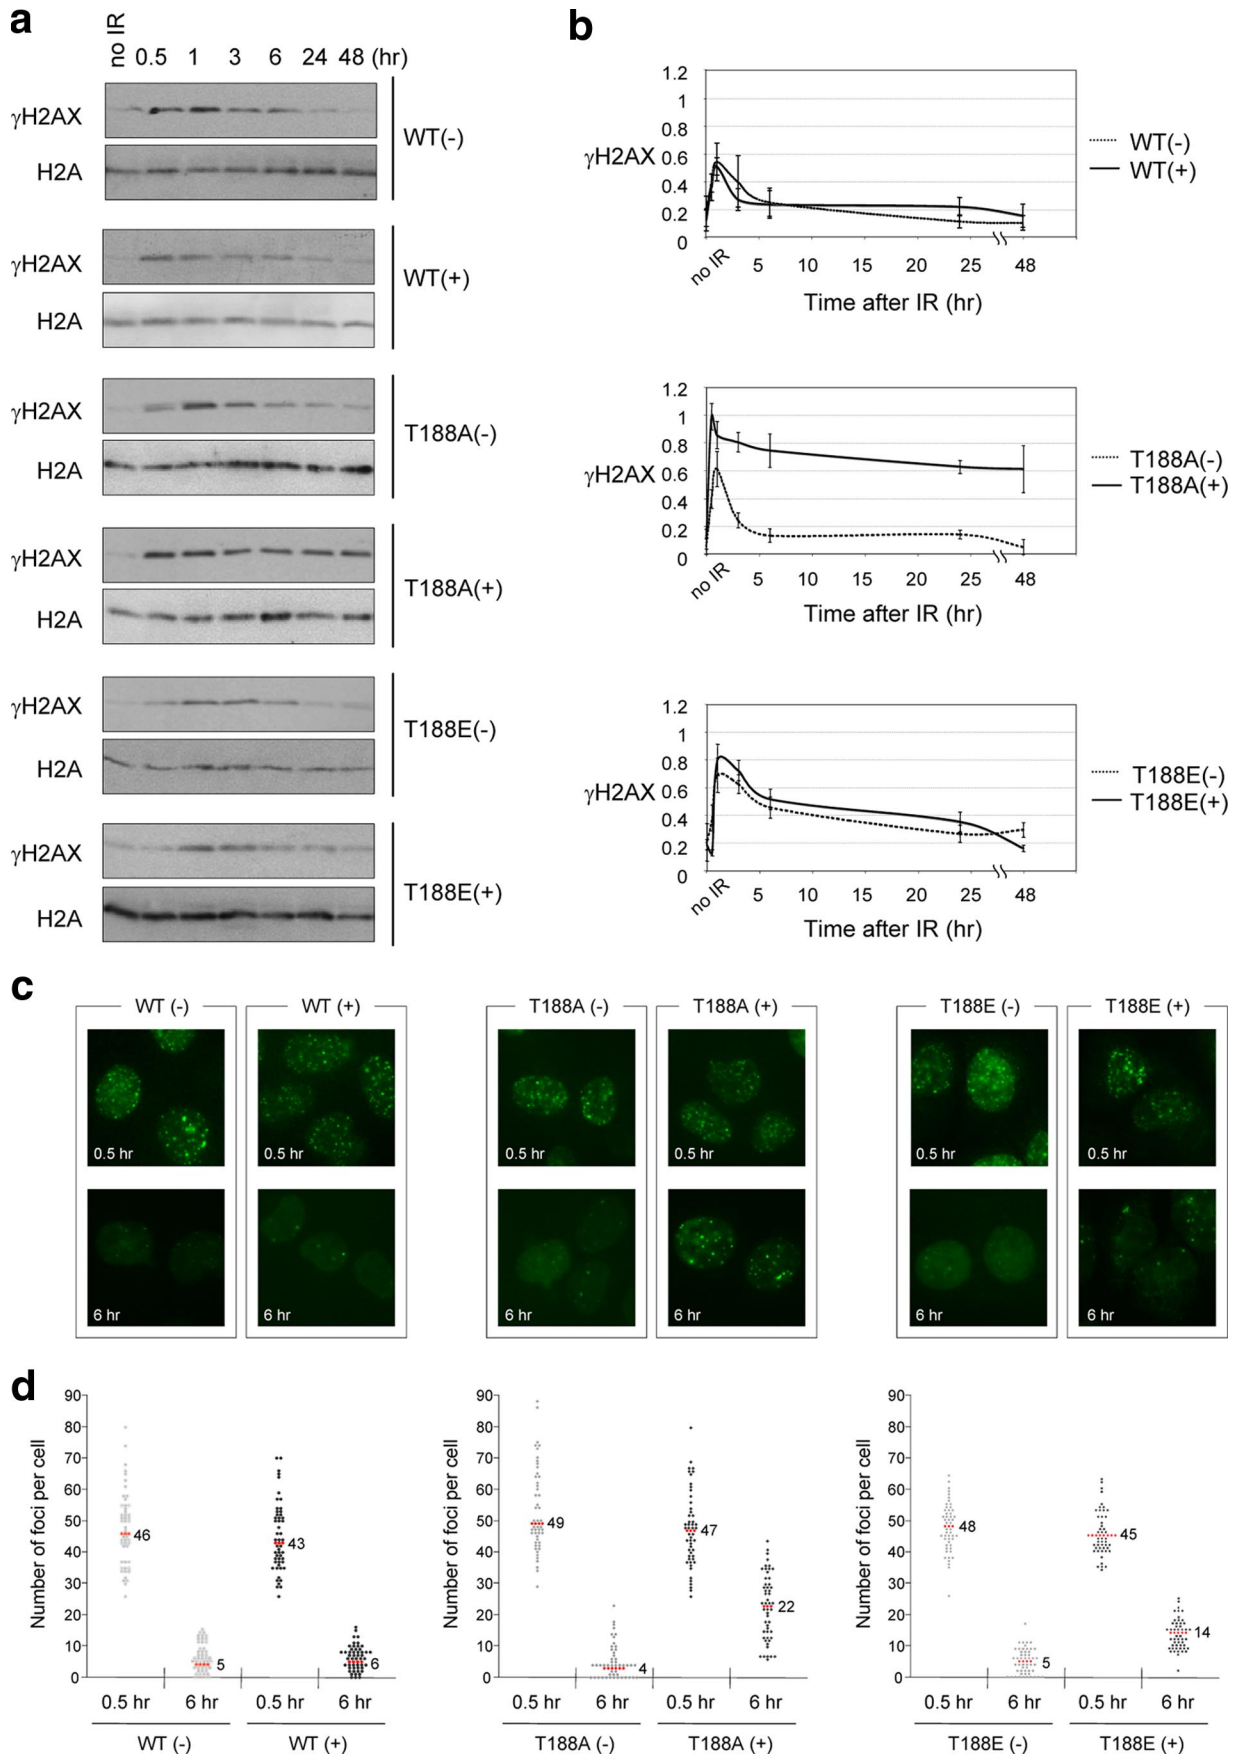 a
no IR 0.5 1 3 6 24 48 (hr)
γH2AX
H2A
WT(-)
γH2AX
H2A
WT(+)
γH2AX
H2A
T188A(-)
γH2AX
H2A
T188A(+)
γH2AX
H2A
T188E(-)
γH2AX
H2A
T188E(+)
b
1.2
1
0.8
0.6
0.4
0.2
0
γH2AX
no IR 5 10 15 20 25 48
Time after IR (hr)
WT(-)
WT(+)
1.2
1
0.8
0.6
0.4
0.2
0
γH2AX
no IR 5 10 15 20 25 48
Time after IR (hr)
T188A(-)
T188A(+)
1.2
1
0.8
0.6
0.4
0.2
0
γH2AX
no IR 5 10 15 20 25 48
Time after IR (hr)
T188E(-)
T188E(+)
c
WT (-) WT (+) T188A (-) T188A (+) T188E (-) T188E (+)
0.5 hr 0.5 hr 0.5 hr 0.5 hr 0.5 hr 0.5 hr
6 hr 6 hr 6 hr 6 hr 6 hr 6 hr
d
Number of foci per cell
90
80
70
60
50
40
30
20
10
0
46
5
43
6
0.5 hr 6 hr 0.5 hr 6 hr
WT (-) WT (+)
Number of foci per cell
90
80
70
60
50
40
30
20
10
0
49
4
47
22
0.5 hr 6 hr 0.5 hr 6 hr
T188A (-) T188A (+)
Number of foci per cell
90
80
70
60
50
40
30
20
10
0
48
5
45
14
0.5 hr 6 hr 0.5 hr 6 hr
T188E (-) T188E (+)